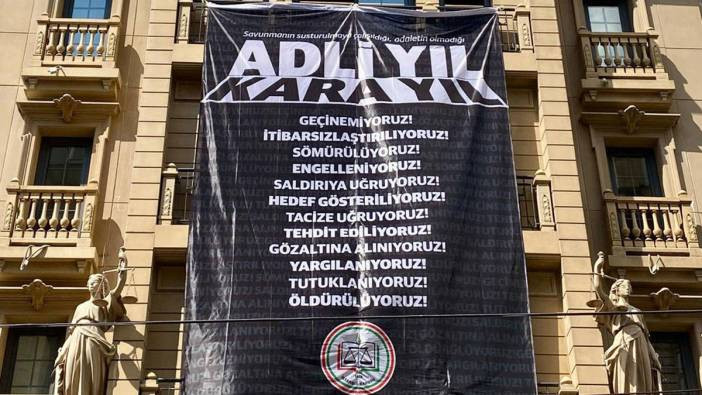 Savunmanın susturulmaya çalışıldığı, adaletin olmadığı
ADLİ YIL
KARA YIL
GEÇİNEMİYORUZ!
İTİBARSIZLAŞTIRILIYORUZ!
SÖMÜRÜLÜYORUZ!
ENGELLENİYORUZ!
SALDIRIYA UĞRUYORUZ!
HEDEF GÖSTERİLİYORUZ!
TACİZE UĞRUYORUZ!
TEHDİT EDİLİYORUZ!
GÖZALTINA ALINIYORUZ!
YARGILANIYORUZ!
TUTUKLANIYORUZ!
ÖLDÜRÜLÜYORUZ!